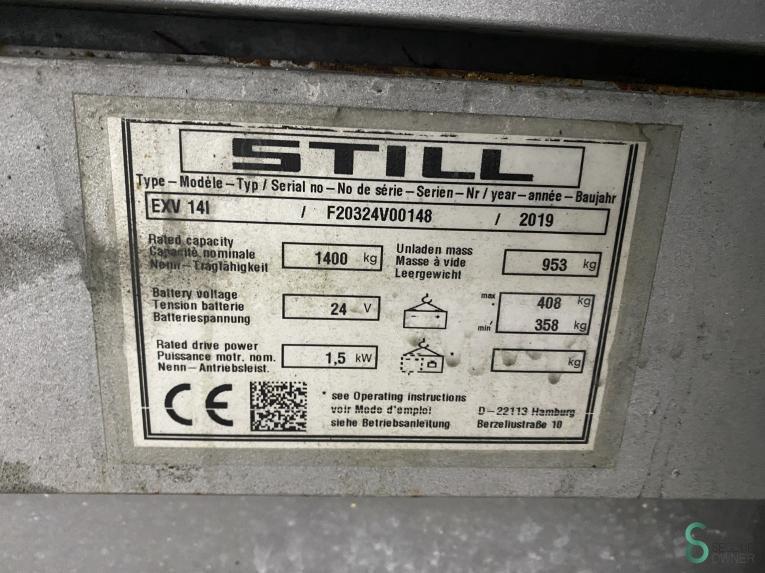 STILL
Type – Modèle – Typ / Serial no – No de série – Serien – Nr / year – année – Baujahr
EXV 14I / F20324V00148 / 2019
Rated capacity
Capacité nominale
Nenn – Tragfähigkeit
1400 kg
Unladen mass
Masse à vide
Leergewicht
953 kg
Battery voltage
Tension batterie
Batteriespannung
24 V
- +
max
*
min
408 kg
358 kg
Rated drive power
Puissance motr. nom.
Nenn – Antriebsleist.
1,5 kW
*
kg
CE
* see Operating instructions
voir Mode d'emploi
siehe Betriebsanleitung
D – 22113 Hamburg
Berzeliustraße 10
SECOND
OWNER